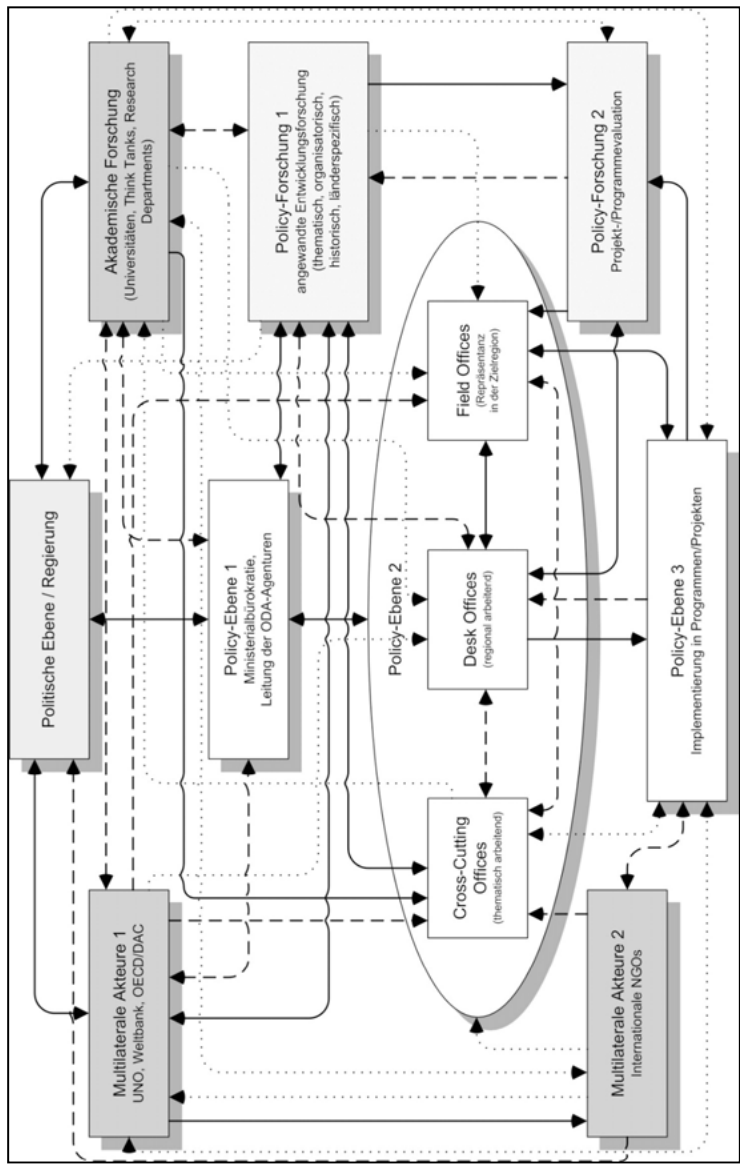 Politische Ebene / Regierung
Akademische Forschung
(Universitäten, Think Tanks, Research
Departments)
Multilaterale Akteure 1
UNO, Weltbank, OECD/DAC
Policy-Ebene 1
Ministerialbürokratie,
Leitung der ODA-Agenturen
Policy-Forschung 1
angewandte Entwicklungsforschung
(thematisch, organisatorisch,
historisch, länderspezifisch)
Policy-Ebene 2
Cross-Cutting
Offices
(thematisch arbeitend)
Desk Offices
(regional arbeitend)
Field Offices
(Repräsentanz
in der Zielregion)
Multilaterale Akteure 2
Internationale NGOs
Policy-Ebene 3
Implementierung in Programmen/Projekten
Policy-Forschung 2
Projekt-/Programmevaluation